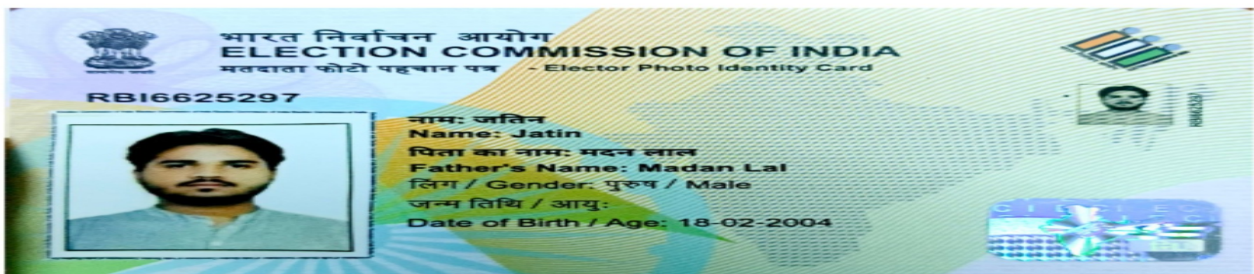 भारत निर्वाचन आयोग
ELECTION COMMISSION OF INDIA
मतदाता फोटो पहचान पत्र - Elector Photo Identity Card
RBI6625297
नाम: जतिन
Name: Jatin
पिता का नाम: मदन लाल
Father's Name: Madan Lal
लिंग / Gender: पुरुष / Male
जन्म तिथि / आयु:
Date of Birth / Age: 18-02-2004